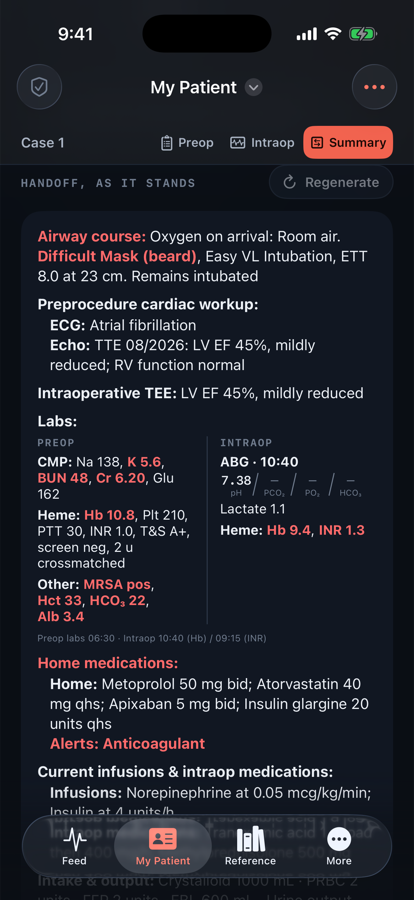 9:41
My Patient
Case 1
Preop
Intraop
Summary
HANDOFF, AS IT STANDS
Regenerate
Airway course: Oxygen on arrival: Room air.
Difficult Mask (beard), Easy VL Intubation, ETT
8.0 at 23 cm. Remains intubated
Preprocedure cardiac workup:
ECG: Atrial fibrillation
Echo: TTE 08/2026: LV EF 45%, mildly
reduced; RV function normal
Intraoperative TEE: LV EF 45%, mildly reduced
Labs:
PREOP
CMP: Na 138, K 5.6,
BUN 48, Cr 6.20, Glu
162
Heme: Hb 10.8, Plt 210,
PTT 30, INR 1.0, T&S A+,
screen neg, 2 u
crossmatched
Other: MRSA pos,
Hct 33, HCO₃ 22,
Alb 3.4
INTRAOP
ABG · 10:40
7.38 / — / — / —
pH PCO₂ PO₂ HCO₃
Lactate 1.1
Heme: Hb 9.4, INR 1.3
Preop labs 06:30 · Intraop 10:40 (Hb) / 09:15 (INR)
Home medications:
Home: Metoprolol 50 mg bid; Atorvastatin 40
mg qhs; Apixaban 5 mg bid; Insulin glargine 20
units qhs
Alerts: Anticoagulant
Current infusions & intraop medications:
Infusions: Norepinephrine at 0.05 mcg/kg/min;
Insulin at 4 units/h
Feed
My Patient
Reference
More
Intake & output: Crystalloid 1000 mL · PRBC 2